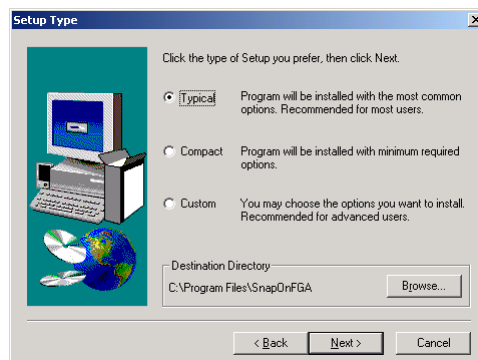 Setup Type
Click the type of Setup you prefer, then click Next.
Typical Program will be installed with the most common
options. Recommended for most users.
Compact Program will be installed with minimum required
options.
Custom You may choose the options you want to install.
Recommended for advanced users.
Destination Directory
C:\Program Files\SnapOnFGA
Browse...
< Back Next > Cancel